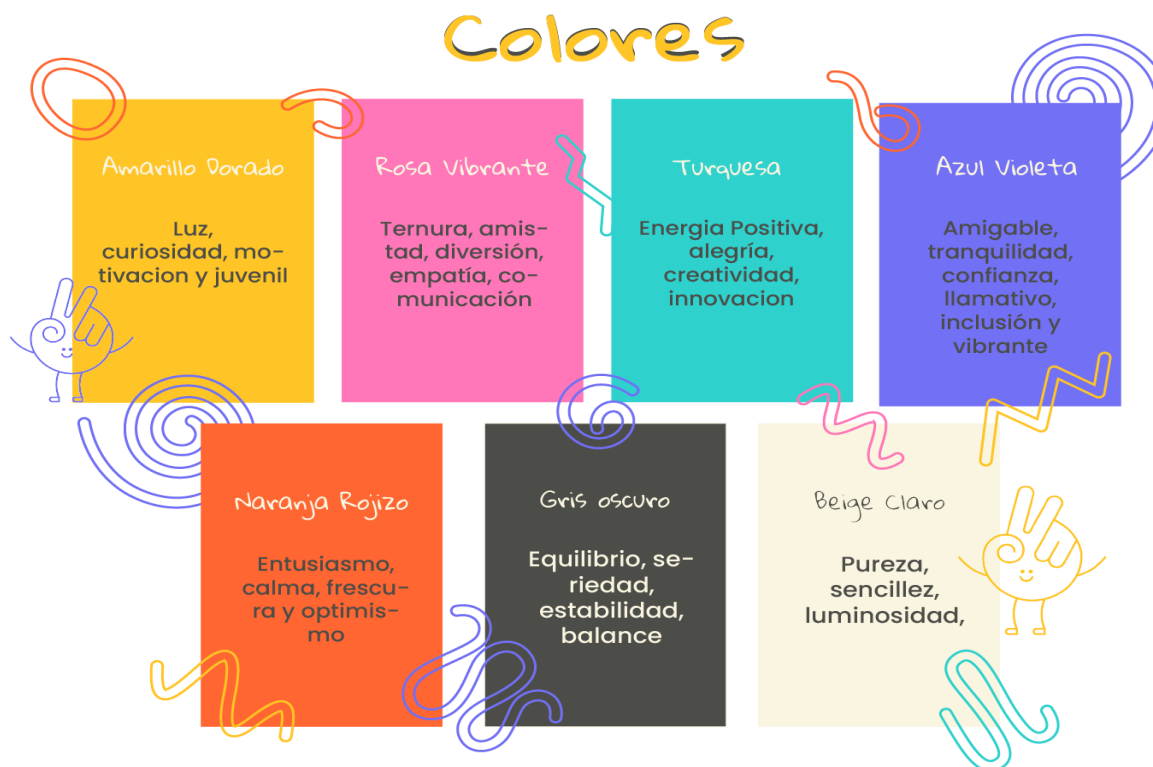 Colores
Amarillo Dorado
Luz,
curiosidad, mo-
tivacion y juvenil
Rosa Vibrante
Ternura, amis-
tad, diversión,
empatía, co-
municación
Turquesa
Energia Positiva,
alegría,
creatividad,
innovacion
Azul Violeta
Amigable,
tranquilidad,
confianza,
llamativo,
inclusión y
vibrante
Naranja Rojizo
Entusiasmo,
calma, frescu-
ra y optimis-
mo
Gris oscuro
Equilibrio, se-
riedad,
estabilidad,
balance
Beige Claro
Pureza,
sencillez,
luminosidad,